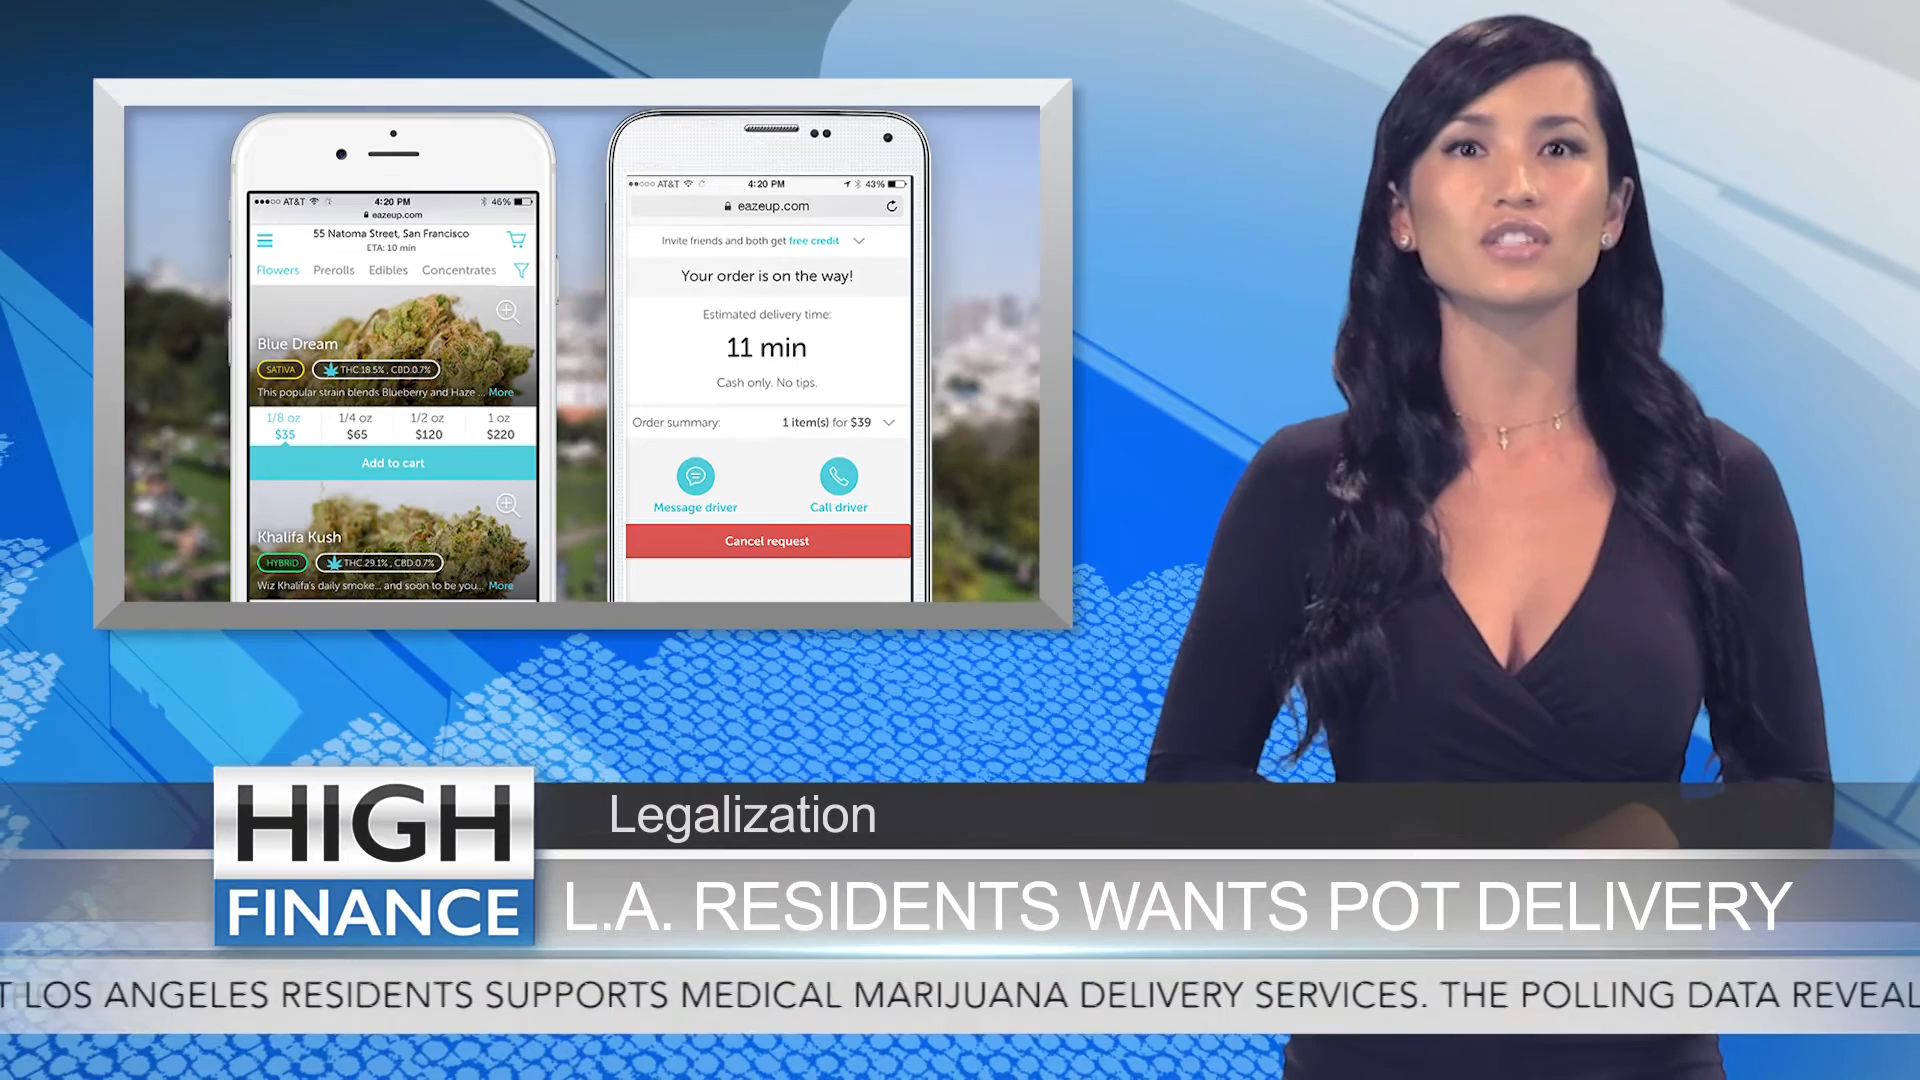 ●●●○○ AT&T 4:20 PM 46%
eazeup.com
55 Natoma Street, San Francisco
ETA: 10 min
Flowers Prerolls Edibles Concentrates
Blue Dream
SATIVA THC:18.5% , CBD:0.7%
This popular strain blends Blueberry and Haze ... More
1/8 oz 1/4 oz 1/2 oz 1 oz
$35 $65 $120 $220
Add to cart
Khalifa Kush
HYBRID THC:29.1% , CBD:0.7%
Wiz Khalifa's daily smoke... and soon to be you... More
●●○○○ AT&T 4:20 PM 43%
eazeup.com
Invite friends and both get free credit
Your order is on the way!
Estimated delivery time:
11 min
Cash only. No tips.
Order summary: 1 item(s) for $39
Message driver Call driver
Cancel request
HIGH
FINANCE
Legalization
L.A. RESIDENTS WANTS POT DELIVERY
T LOS ANGELES RESIDENTS SUPPORTS MEDICAL MARIJUANA DELIVERY SERVICES. THE POLLING DATA REVEAL